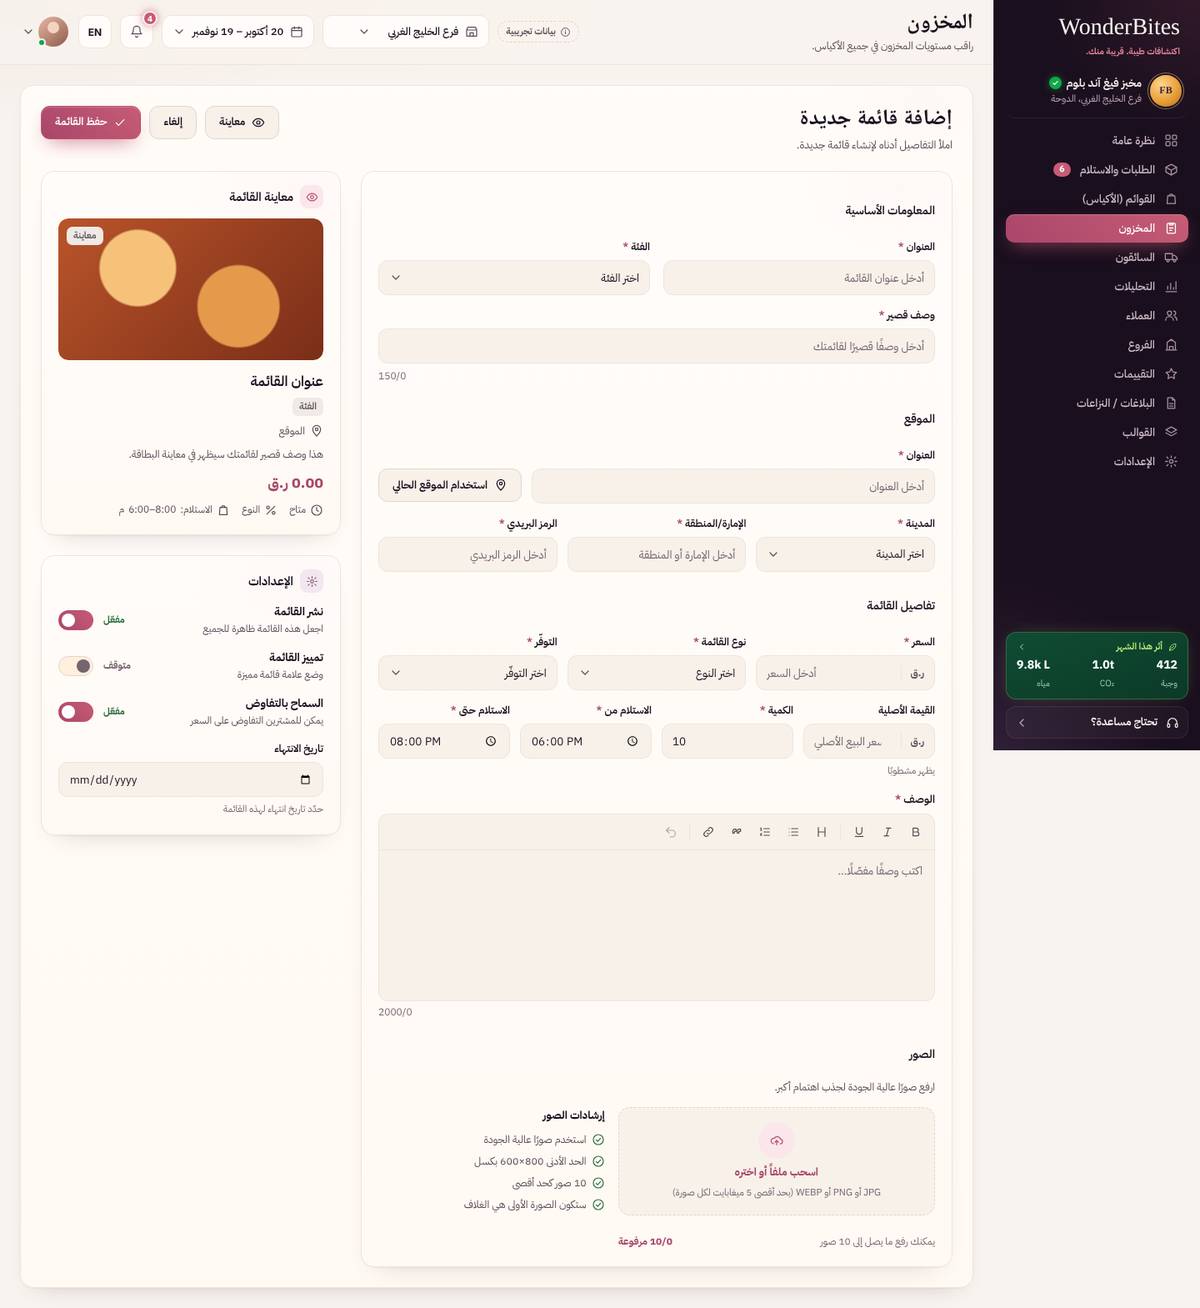 WonderBites
اكتشافات طيبة. قريبة منك.
FB
مخبز فيغ آند بلوم
فرع الخليج الغربي، الدوحة
نظرة عامة
الطلبات والاستلام 6
القوائم (الأكياس)
المخزون
السائقون
التحليلات
العملاء
الفروع
التقييمات
البلاغات / النزاعات
القوالب
الإعدادات
أثر هذا الشهر
412 1.0t 9.8k L
وجبة CO₂ مياه
تحتاج مساعدة؟
المخزون
راقب مستويات المخزون في جميع الأكياس.
بيانات تجريبية
فرع الخليج الغربي
20 أكتوبر – 19 نوفمبر
4
EN
إضافة قائمة جديدة
املأ التفاصيل أدناه لإنشاء قائمة جديدة.
معاينة
إلغاء
حفظ القائمة
المعلومات الأساسية
العنوان *
الفئة *
أدخل عنوان القائمة
اختر الفئة
وصف قصير *
أدخل وصفًا قصيرًا لقائمتك
150/0
الموقع
العنوان *
أدخل العنوان
استخدام الموقع الحالي
المدينة *
الإمارة/المنطقة *
الرمز البريدي *
اختر المدينة
أدخل الإمارة أو المنطقة
أدخل الرمز البريدي
تفاصيل القائمة
السعر *
نوع القائمة *
التوفّر *
ر.ق
أدخل السعر
اختر النوع
اختر التوفّر
القيمة الأصلية
الكمية *
الاستلام من *
الاستلام حتى *
ر.ق
سعر البيع الأصلي
10
06:00 PM
08:00 PM
يظهر مشطوبًا
الوصف *
B I U H
اكتب وصفًا مفصّلًا...
2000/0
الصور
ارفع صورًا عالية الجودة لجذب اهتمام أكبر.
اسحب ملفاً أو اختره
JPG أو PNG أو WEBP (بحد أقصى 5 ميغابايت لكل صورة)
إرشادات الصور
استخدم صورًا عالية الجودة
الحد الأدنى 800×600 بكسل
10 صور كحد أقصى
ستكون الصورة الأولى هي الغلاف
يمكنك رفع ما يصل إلى 10 صور
10/0 مرفوعة
معاينة القائمة
معاينة
عنوان القائمة
الفئة
الموقع
هذا وصف قصير لقائمتك سيظهر في معاينة البطاقة.
0.00 ر.ق
متاح
النوع
الاستلام: 8:00–6:00 م
الإعدادات
نشر القائمة
اجعل هذه القائمة ظاهرة للجميع
مفعّل
تمييز القائمة
وضع علامة قائمة مميزة
متوقف
السماح بالتفاوض
يمكن للمشترين التفاوض على السعر
مفعّل
تاريخ الانتهاء
mm/dd/yyyy
حدّد تاريخ انتهاء لهذه القائمة